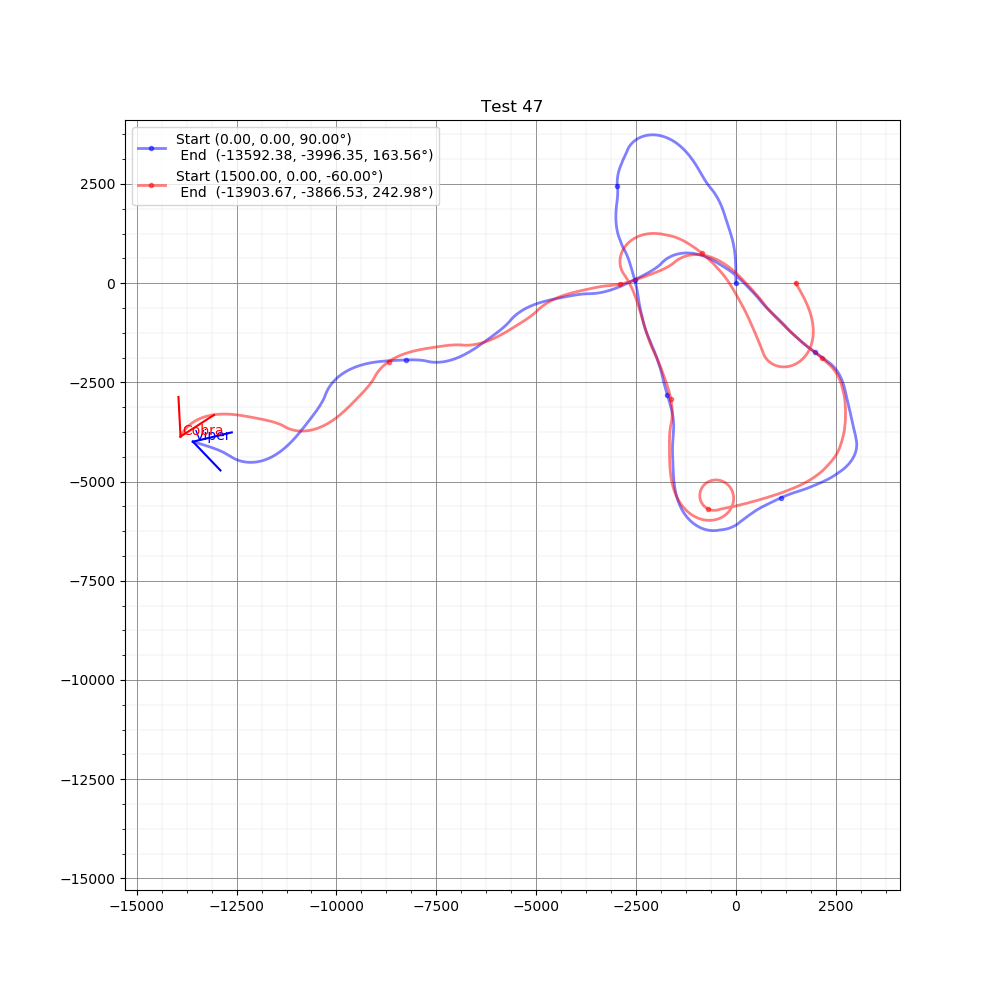 Test 47
Start (0.00, 0.00, 90.00°)
End  (-13592.38, -3996.35, 163.56°)
Start (1500.00, 0.00, -60.00°)
End  (-13903.67, -3866.53, 242.98°)
2500
0
−2500
−5000
−7500
−10000
−12500
−15000
Cobra
Viper
−15000 −12500 −10000 −7500 −5000 −2500 0 2500